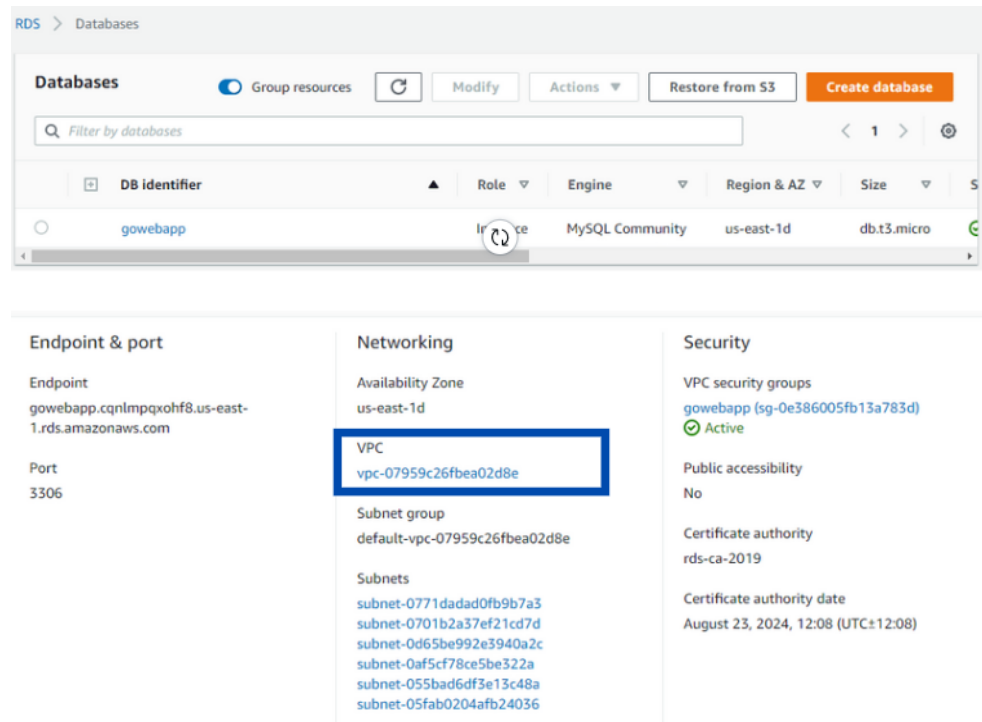 RDS > Databases
Databases
Group resources
Modify
Actions
Restore from S3
Create database
Filter by databases
1
DB identifier
Role
Engine
Region & AZ
Size
S
gowebapp
MySQL Community
us-east-1d
db.t3.micro
Endpoint & port
Endpoint
gowebapp.cqnlmpqxohf8.us-east-
1.rds.amazonaws.com
Port
3306
Networking
Availability Zone
us-east-1d
VPC
vpc-07959c26fbea02d8e
Subnet group
default-vpc-07959c26fbea02d8e
Subnets
subnet-0771dadad0fb9b7a3
subnet-0701b2a37ef21cd7d
subnet-0d65be992e3940a2c
subnet-0af5cf78ce5be322a
subnet-055bad6df3e13c48a
subnet-05fab0204afb24036
Security
VPC security groups
gowebapp (sg-0e386005fb13a783d)
Active
Public accessibility
No
Certificate authority
rds-ca-2019
Certificate authority date
August 23, 2024, 12:08 (UTC±12:08)